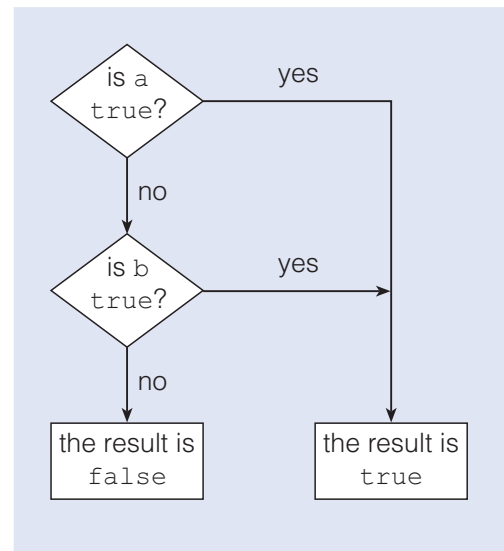 is a
true?
yes
no
is b
true?
yes
no
the result is
false
the result is
true